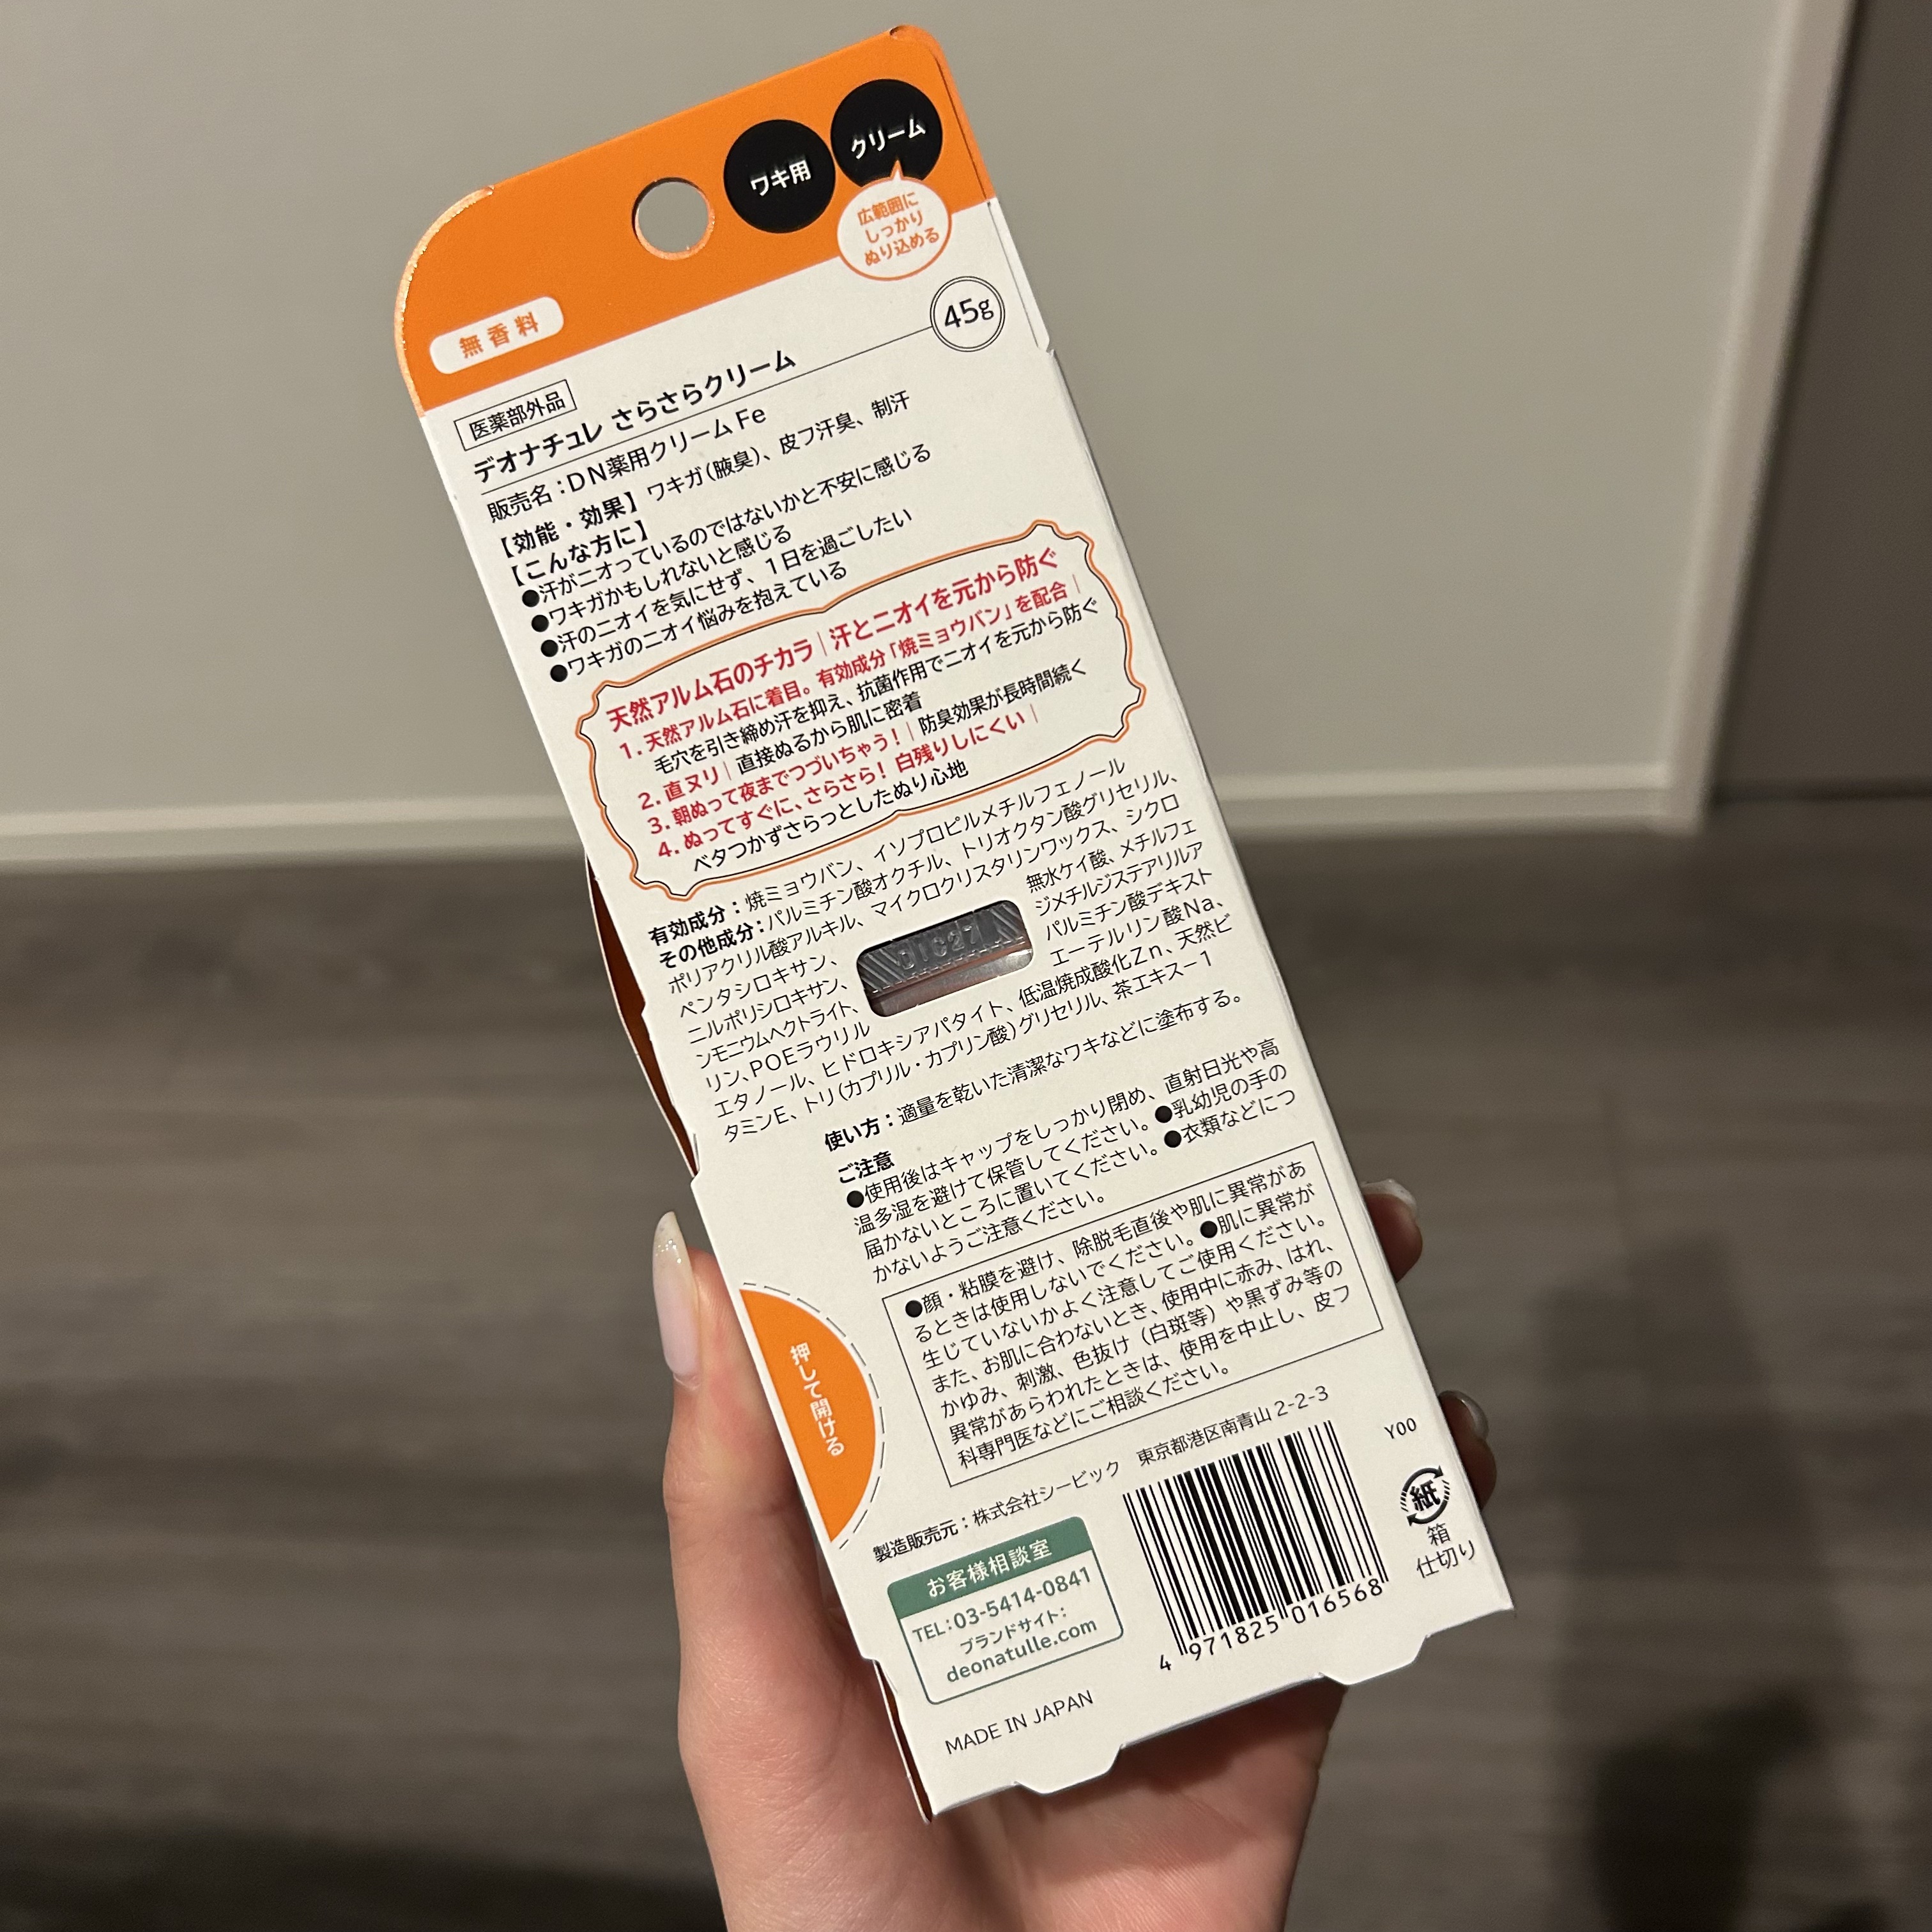 クリーム
ワキ用
広範囲に
しっかり
ぬり込める
無香料
45g
医薬部外品
デオナチュレ さらさらクリーム
販売名：DN薬用クリームFe
【効能・効果】ワキガ（腋臭）、皮フ汗臭、制汗
【こんな方に】
●汗がニオっているのではないかと不安に感じる
●ワキガかもしれないと感じる
●汗のニオイを気にせず、1日を過ごしたい
●ワキガのニオイ悩みを抱えている
天然アルム石のチカラ｜汗とニオイを元から防ぐ
1. 天然アルム石に着目。有効成分「焼ミョウバン」を配合｜
毛穴を引き締め汗を抑え、抗菌作用でニオイを元から防ぐ
2. 直ヌリ｜直接ぬるから肌に密着
3. 朝ぬって夜までつづいちゃう！｜防臭効果が長時間続く
4. ぬってすぐに、さらさら！白残りしにくい｜
ベタつかずさらっとしたぬり心地
有効成分：焼ミョウバン、イソプロピルメチルフェノール
その他成分：パルミチン酸オクチル、トリオクタン酸グリセリル、
ポリアクリル酸アルキル、マイクロクリスタリンワックス、シクロ
ペンタシロキサン、無水ケイ酸、メチルフェ
ニルポリシロキサン、ジメチルジステアリルア
ンモニウムヘクトライト、パルミチン酸デキスト
リン、POEラウリルエーテルリン酸Na、
エタノール、ヒドロキシアパタイト、低温焼成酸化Zn、天然ビ
タミンE、トリ（カプリル・カプリン酸）グリセリル、茶エキス－1
01C27
使い方：適量を乾いた清潔なワキなどに塗布する。
ご注意
●使用後はキャップをしっかり閉め、直射日光や高
温多湿を避けて保管してください。●乳幼児の手の
届かないところに置いてください。●衣類などにつ
かないようご注意ください。
●顔・粘膜を避け、除脱毛直後や肌に異常があ
るときは使用しないでください。●肌に異常が
生じていないかよく注意してご使用ください。
また、お肌に合わないとき、使用中に赤み、はれ、
かゆみ、刺激、色抜け（白斑等）や黒ずみ等の
異常があらわれたときは、使用を中止し、皮フ
科専門医などにご相談ください。
押して開ける
製造販売元：株式会社シービック 東京都港区南青山2-2-3
お客様相談室
TEL：03-5414-0841
ブランドサイト：
deonatulle.com
4 971825 016568
Y00
紙
箱
仕切り
MADE IN JAPAN